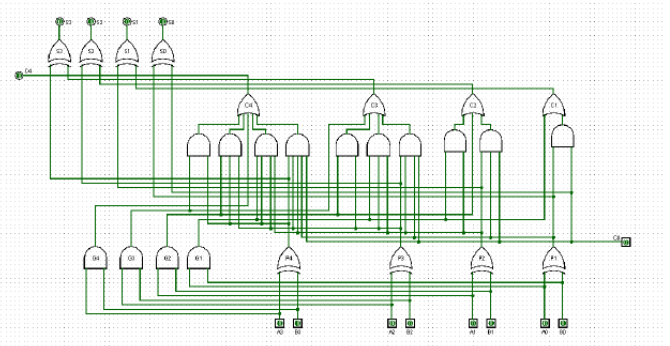 S3 S2 S1 S0
S3 S2 S1 S0
C4
C4 C3 C2 C1
C0
G4 G3 G2 G1 P4 P3 P2 P1
A3 B3 A2 B2 A1 B1 A0 B0